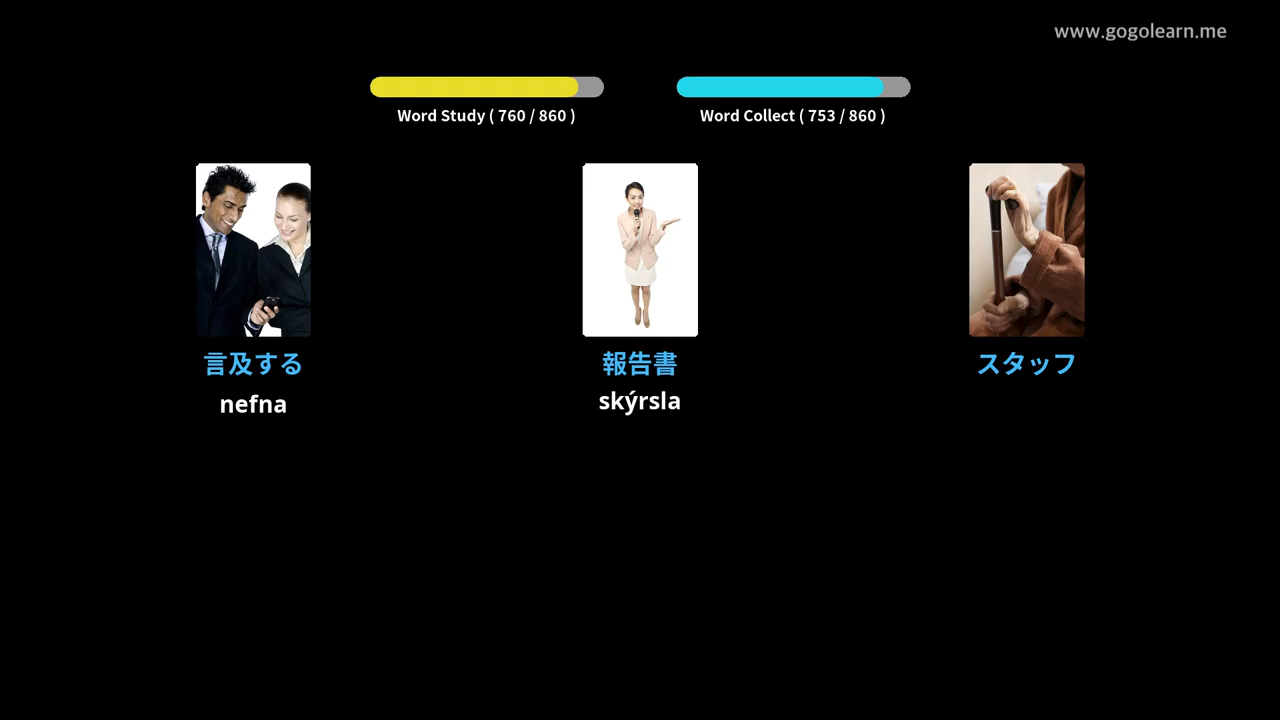 www.gogolearn.me
Word Study ( 760 / 860 )
Word Collect ( 753 / 860 )
言及する
報告書
スタッフ
nefna
skýrsla